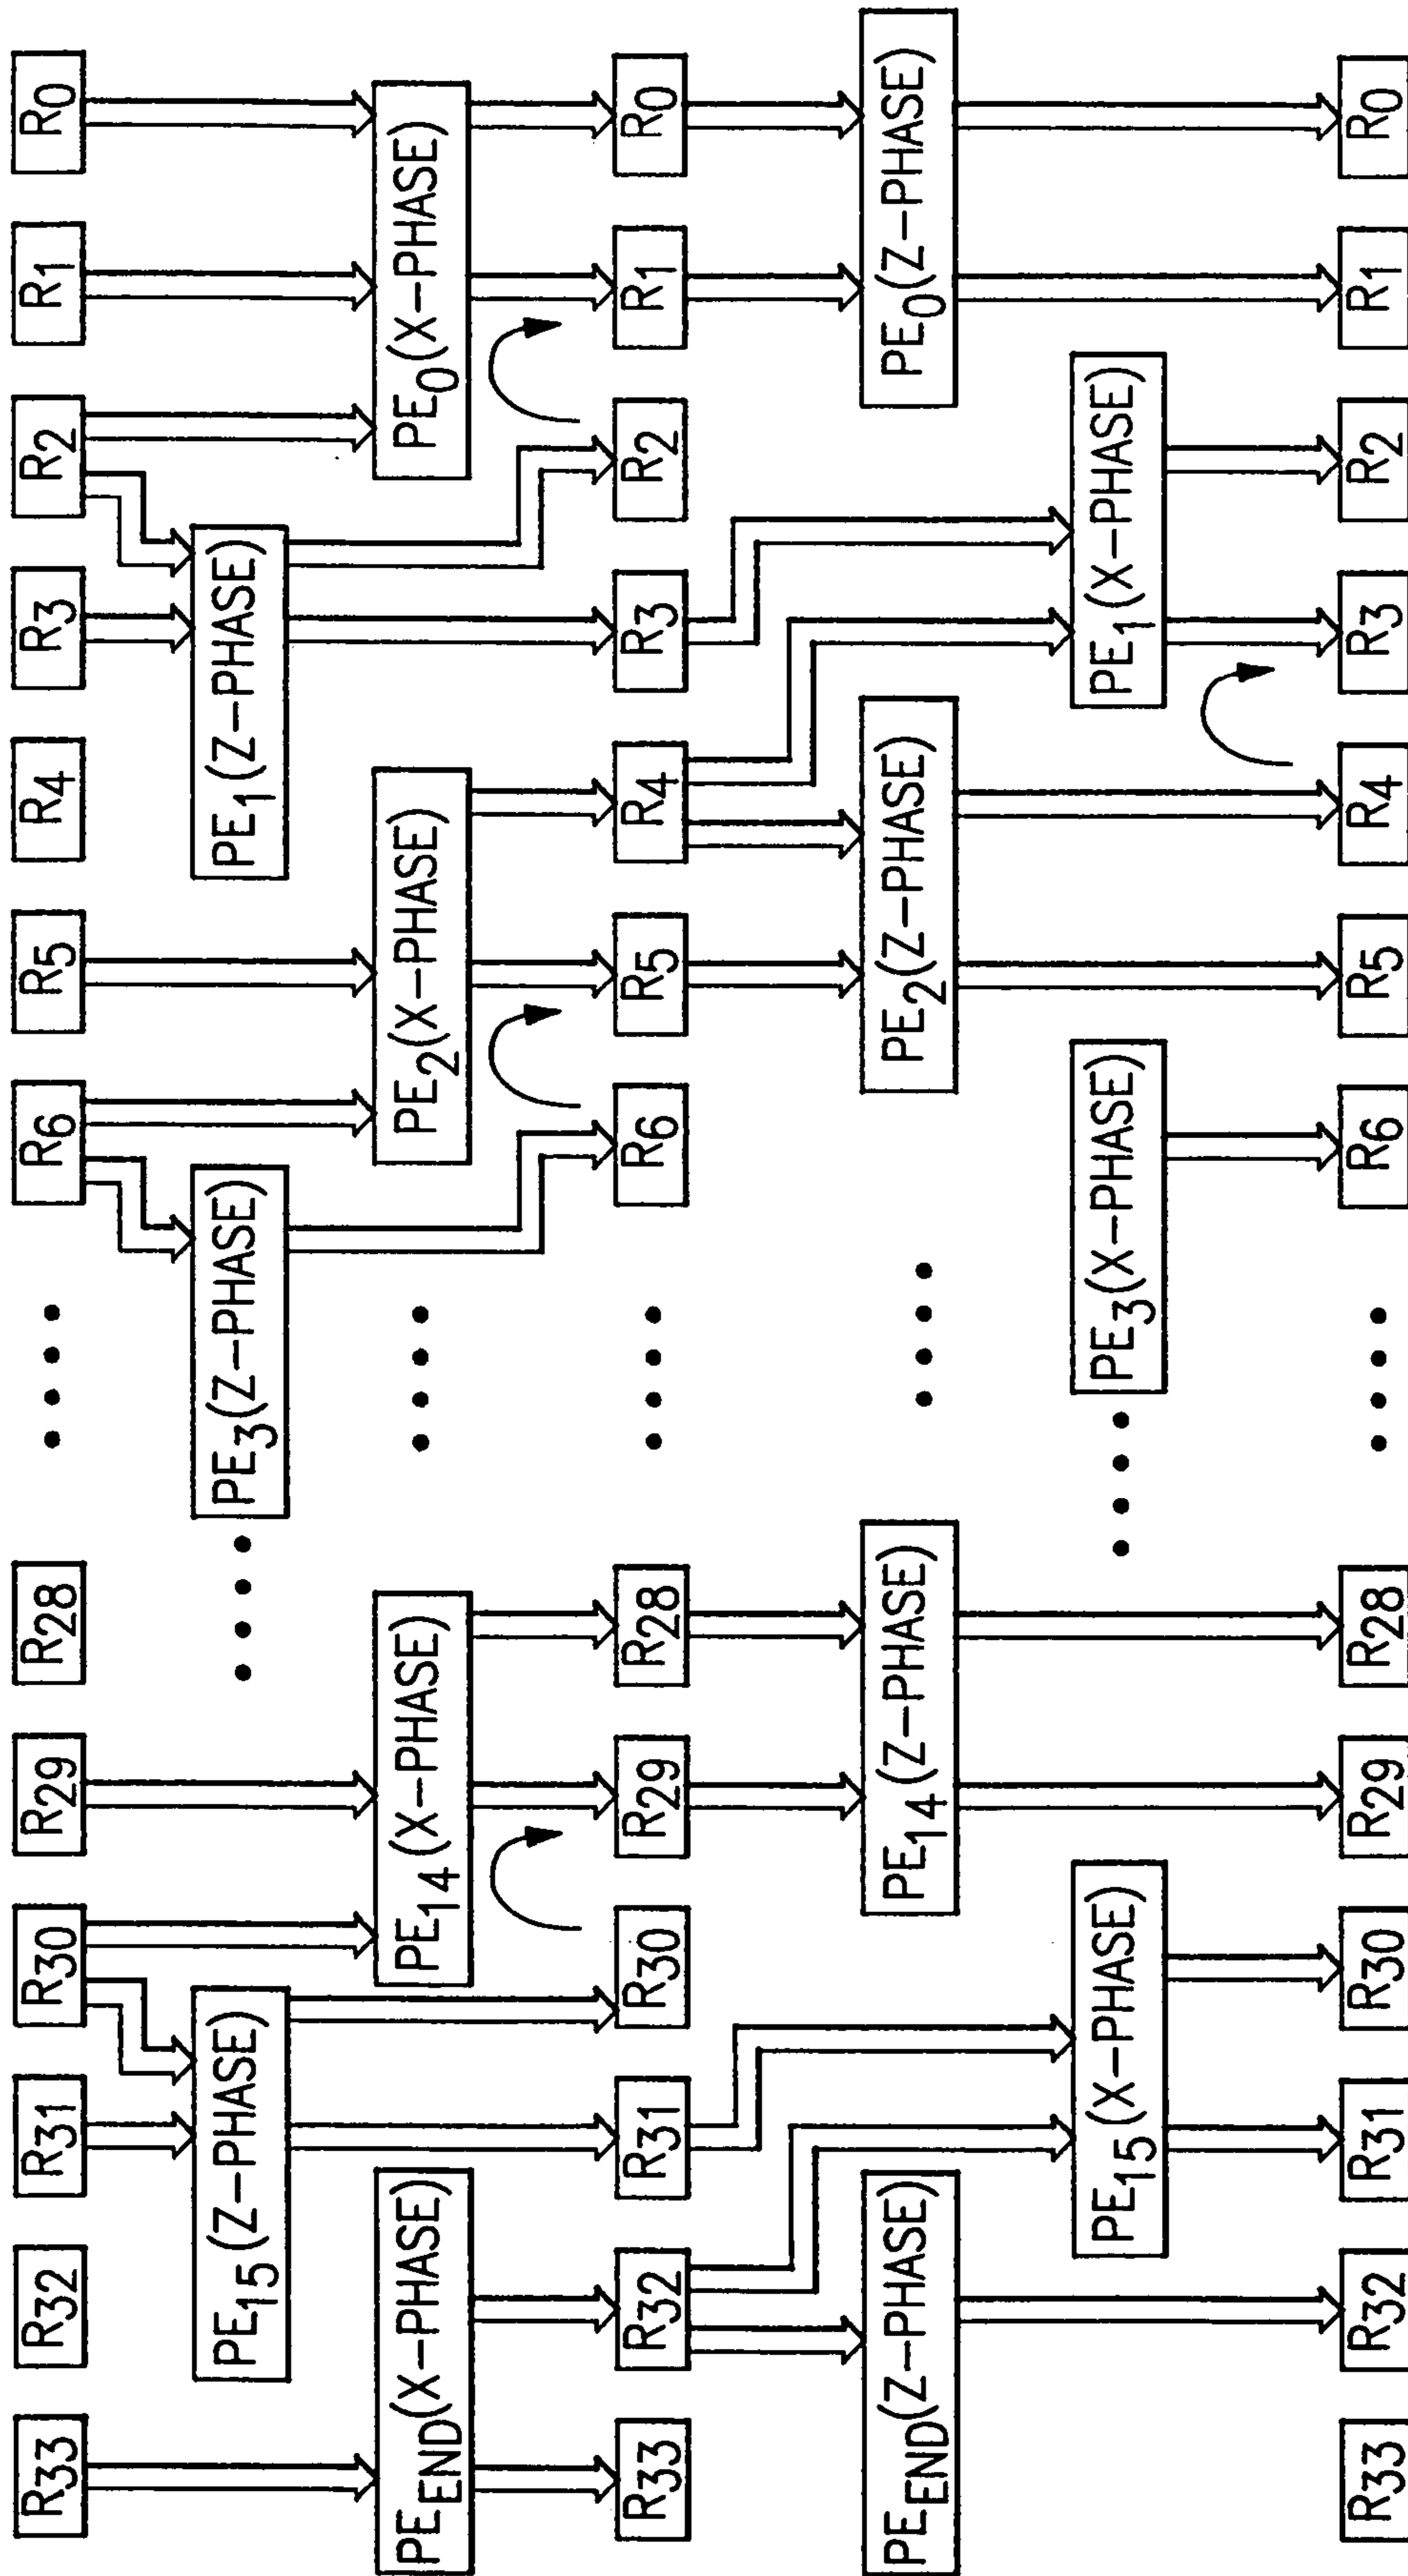 R33 R32 R31 R30 R29 R28 R6 R5 R4 R3 R2 R1 R0
PE15(Z-PHASE) PE3(Z-PHASE) PE1(Z-PHASE)
PEEND(X-PHASE) PE14(X-PHASE) PE2(X-PHASE) PE0(X-PHASE)
R33 R32 R31 R30 R29 R28 R6 R5 R4 R3 R2 R1 R0
PEEND(Z-PHASE) PE14(Z-PHASE) PE2(Z-PHASE) PE0(Z-PHASE)
PE15(X-PHASE) PE3(X-PHASE) PE1(X-PHASE)
R33 R32 R31 R30 R29 R28 R6 R5 R4 R3 R2 R1 R0